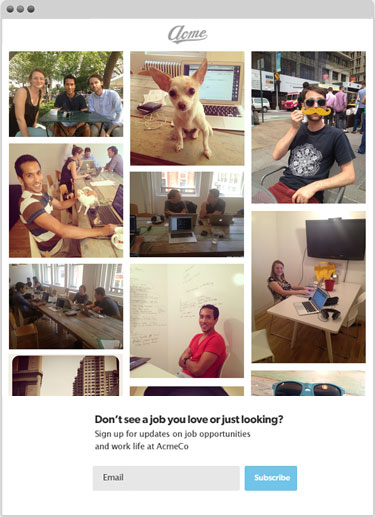 Acme
Don't see a job you love or just looking?
Sign up for updates on job opportunities
and work life at AcmeCo
Email
Subscribe